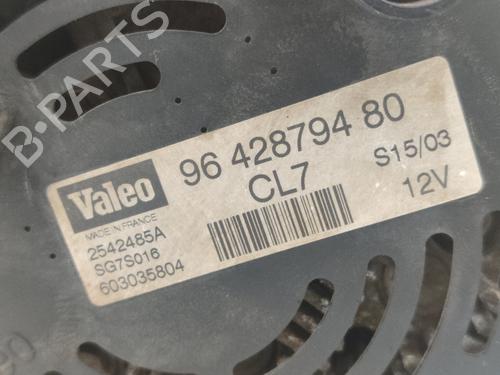 B-PARTS
Valeo
MADE IN FRANCE
2542485A
SG7S016
603035804
96 428794 80
CL7
S15/03
12V